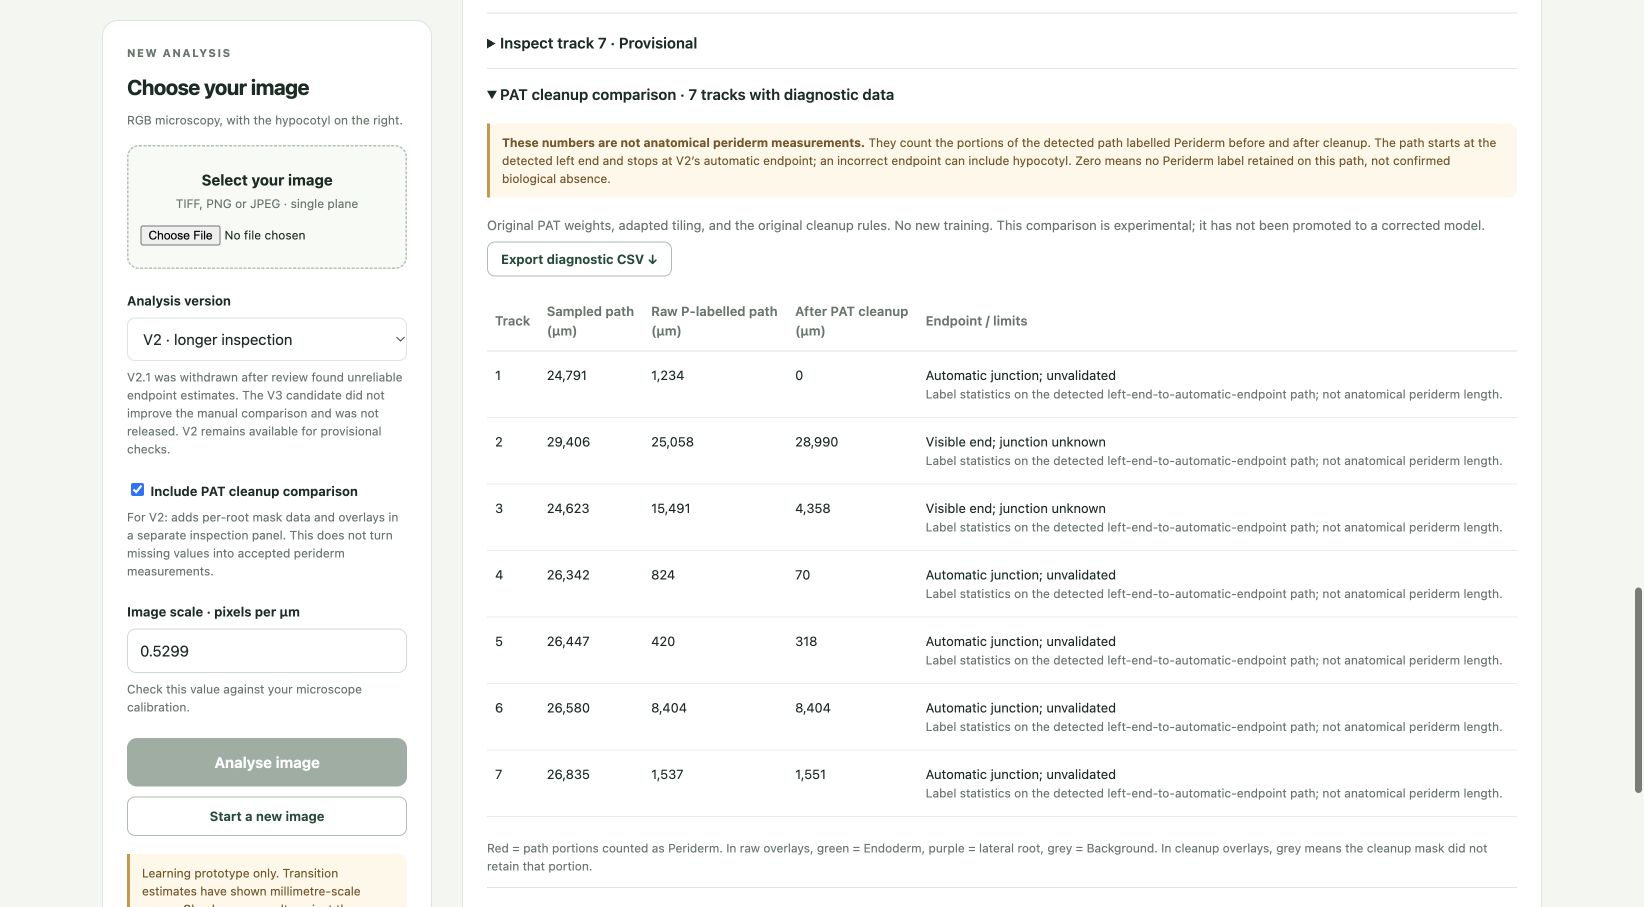 NEW ANALYSIS
Choose your image
RGB microscopy, with the hypocotyl on the right.
Select your image
TIFF, PNG or JPEG · single plane
Choose File No file chosen
Analysis version
V2 · longer inspection
V2.1 was withdrawn after review found unreliable
endpoint estimates. The V3 candidate did not
improve the manual comparison and was not
released. V2 remains available for provisional
checks.
Include PAT cleanup comparison
For V2: adds per-root mask data and overlays in
a separate inspection panel. This does not turn
missing values into accepted periderm
measurements.
Image scale · pixels per µm
0.5299
Check this value against your microscope
calibration.
Analyse image
Start a new image
Learning prototype only. Transition
estimates have shown millimetre-scale
▶ Inspect track 7 · Provisional
▼ PAT cleanup comparison · 7 tracks with diagnostic data
These numbers are not anatomical periderm measurements. They count the portions of the detected path labelled Periderm before and after cleanup. The path starts at the
detected left end and stops at V2's automatic endpoint; an incorrect endpoint can include hypocotyl. Zero means no Periderm label retained on this path, not confirmed
biological absence.
Original PAT weights, adapted tiling, and the original cleanup rules. No new training. This comparison is experimental; it has not been promoted to a corrected model.
Export diagnostic CSV ↓
Track Sampled path (µm) Raw P-labelled path (µm) After PAT cleanup (µm) Endpoint / limits
1 24,791 1,234 0 Automatic junction; unvalidated
Label statistics on the detected left-end-to-automatic-endpoint path; not anatomical periderm length.
2 29,406 25,058 28,990 Visible end; junction unknown
Label statistics on the detected left-end-to-automatic-endpoint path; not anatomical periderm length.
3 24,623 15,491 4,358 Visible end; junction unknown
Label statistics on the detected left-end-to-automatic-endpoint path; not anatomical periderm length.
4 26,342 824 70 Automatic junction; unvalidated
Label statistics on the detected left-end-to-automatic-endpoint path; not anatomical periderm length.
5 26,447 420 318 Automatic junction; unvalidated
Label statistics on the detected left-end-to-automatic-endpoint path; not anatomical periderm length.
6 26,580 8,404 8,404 Automatic junction; unvalidated
Label statistics on the detected left-end-to-automatic-endpoint path; not anatomical periderm length.
7 26,835 1,537 1,551 Automatic junction; unvalidated
Label statistics on the detected left-end-to-automatic-endpoint path; not anatomical periderm length.
Red = path portions counted as Periderm. In raw overlays, green = Endoderm, purple = lateral root, grey = Background. In cleanup overlays, grey means the cleanup mask did not
retain that portion.